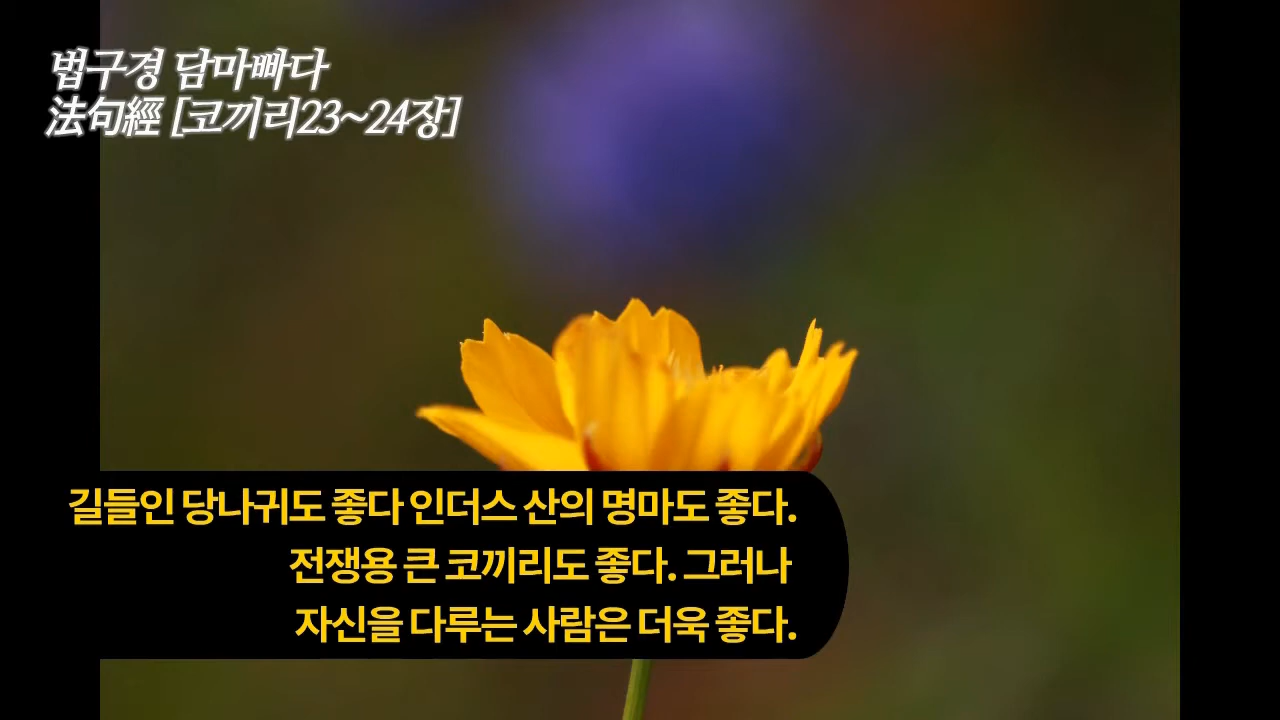 법구경 담마빠다
法句經 [코끼리23~24장]
길들인 당나귀도 좋다 인더스 산의 명마도 좋다.
전쟁용 큰 코끼리도 좋다. 그러나
자신을 다루는 사람은 더욱 좋다.